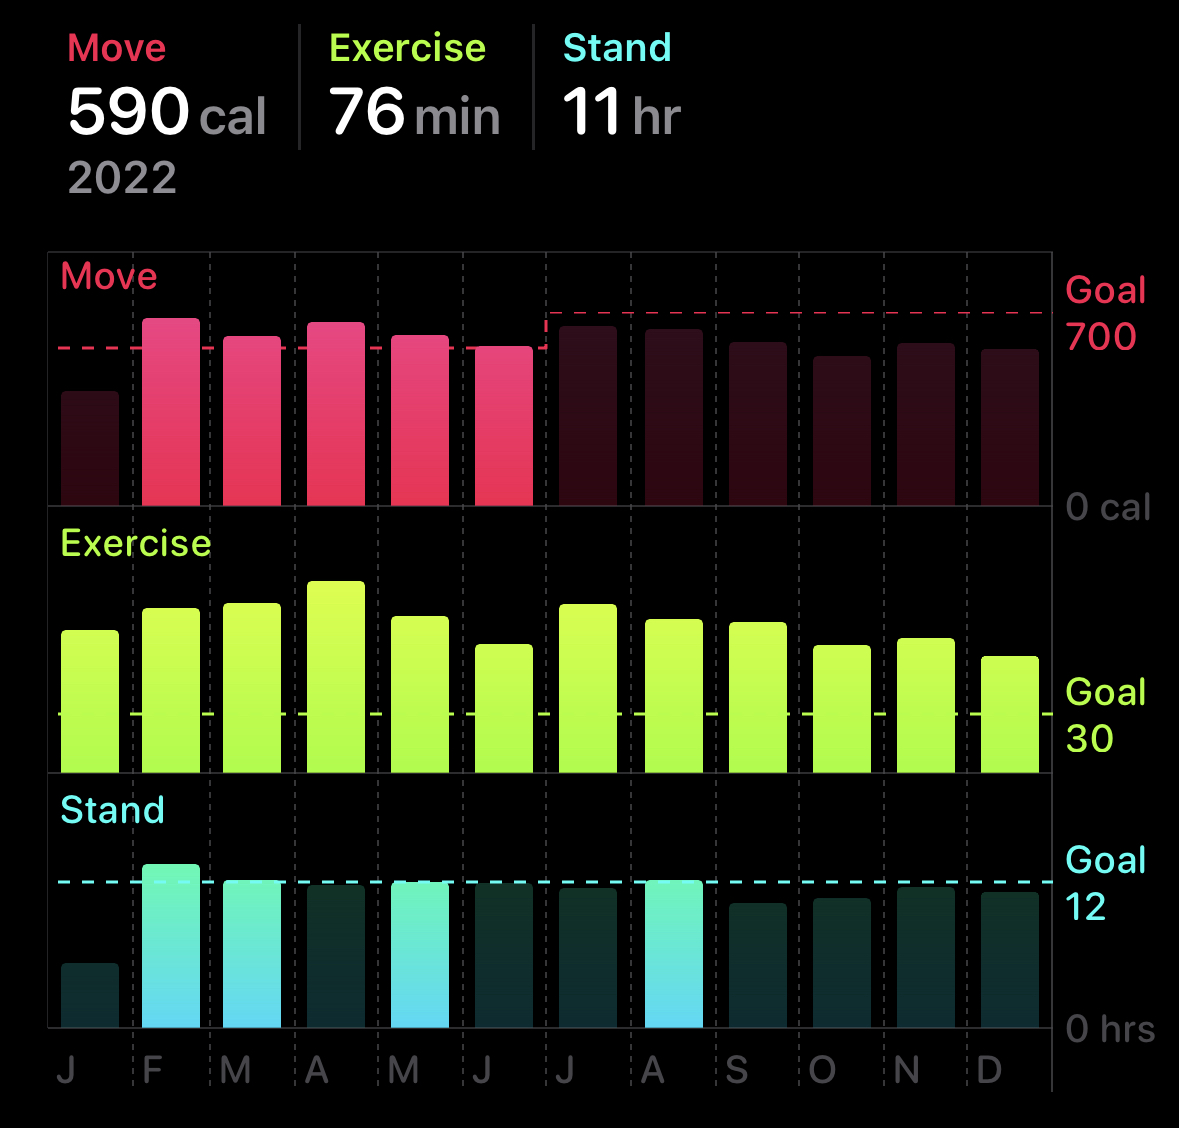 Move
590 cal
2022
Exercise
76 min
Stand
11 hr
Move
Goal
700
0 cal
Exercise
Goal
30
Stand
Goal
12
0 hrs
J F M A M J J A S O N D